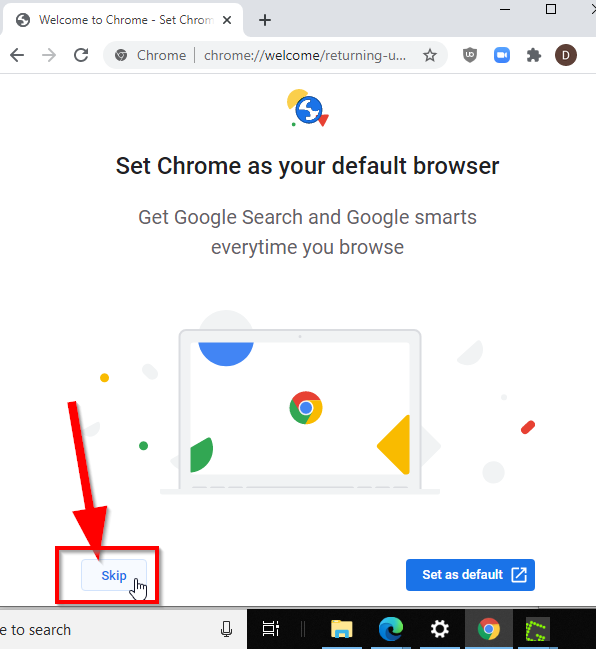 Welcome to Chrome - Set Chrom
Chrome | chrome://welcome/returning-u...
UD
D
Set Chrome as your default browser
Get Google Search and Google smarts
everytime you browse
Skip
Set as default
e to search